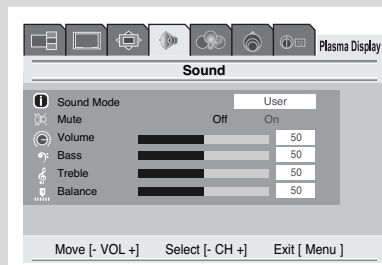 Plasma Display
Sound
Sound Mode User
Mute Off On
Volume 50
Bass 50
Treble 50
Balance 50
Move [- VOL +] Select [- CH +] Exit [ Menu ]